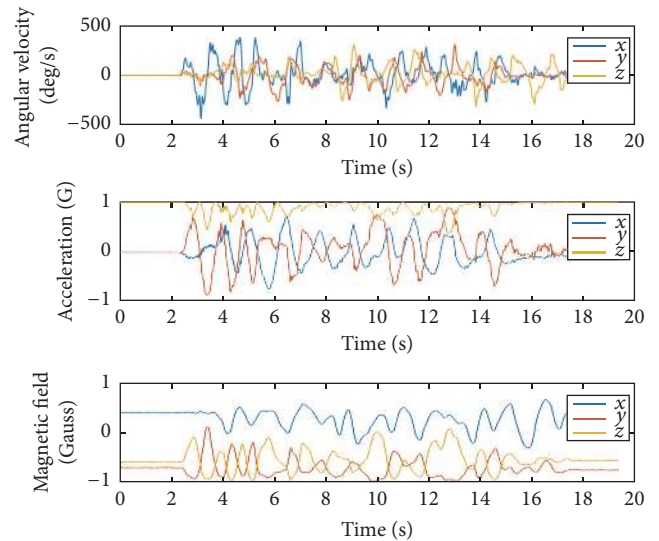 Angular velocity
(deg/s)
500
0
−500
x
y
z
0 2 4 6 8 10 12 14 16 18 20
Time (s)
Acceleration (G)
1
0
−1
x
y
z
0 2 4 6 8 10 12 14 16 18 20
Time (s)
Magnetic field
(Gauss)
1
0
−1
x
y
z
0 2 4 6 8 10 12 14 16 18 20
Time (s)